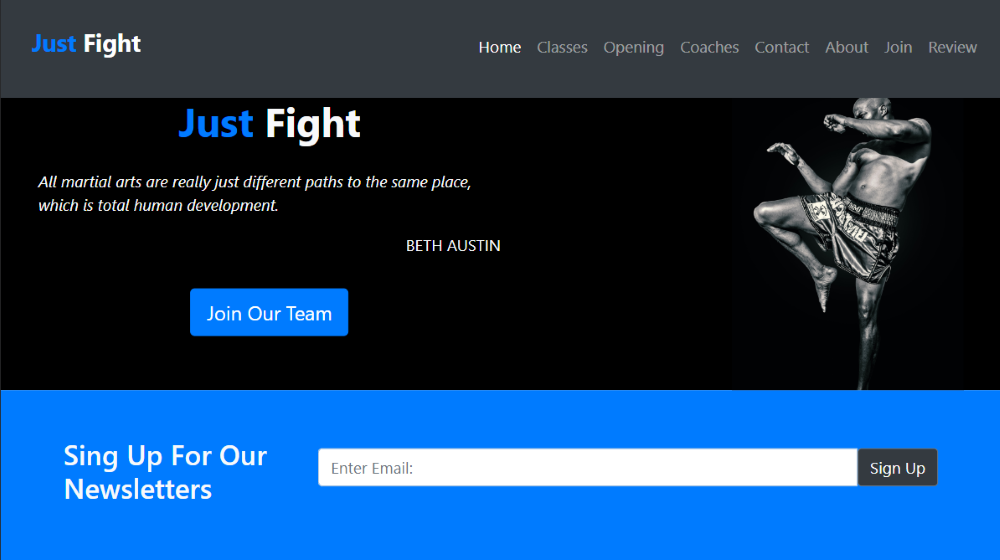 Just Fight
Home Classes Opening Coaches Contact About Join Review
Just Fight
All martial arts are really just different paths to the same place,
which is total human development.
BETH AUSTIN
Join Our Team
Sing Up For Our
Newsletters
Enter Email:
Sign Up